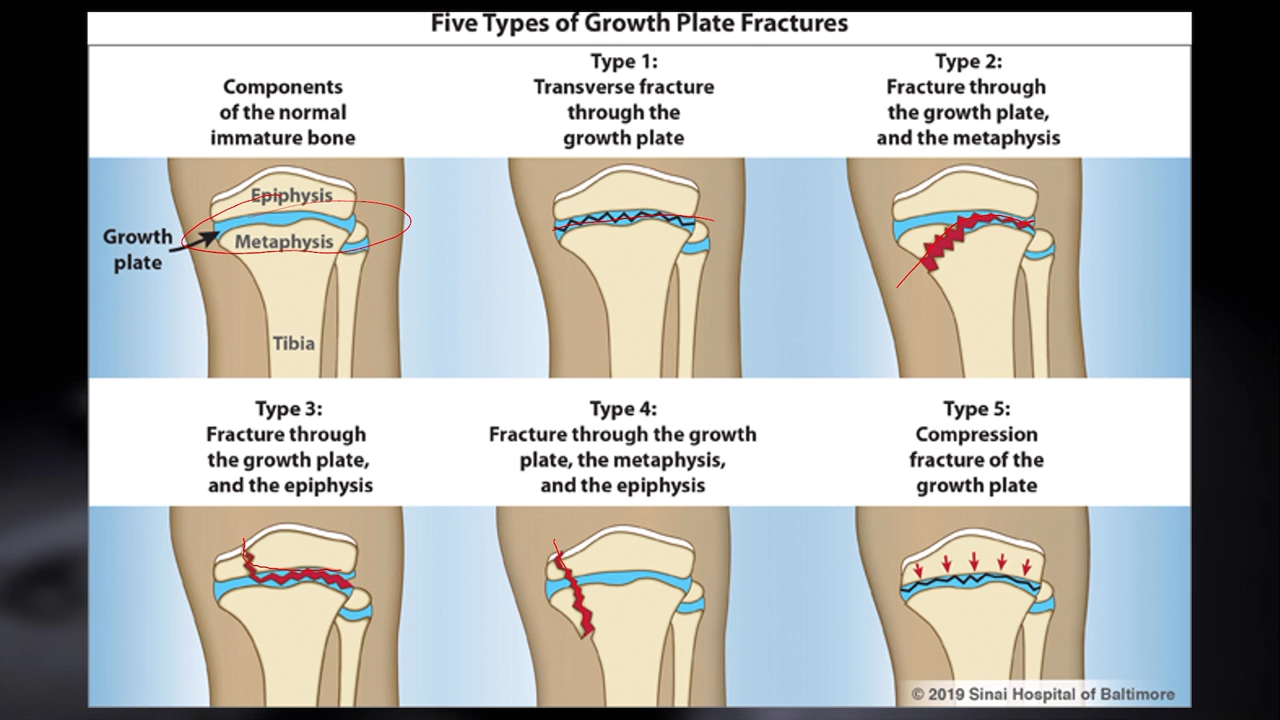 Five Types of Growth Plate Fractures
Components
of the normal
immature bone
Type 1:
Transverse fracture
through the
growth plate
Type 2:
Fracture through
the growth plate,
and the metaphysis
Epiphysis
Growth
plate
Metaphysis
Tibia
Type 3:
Fracture through
the growth plate,
and the epiphysis
Type 4:
Fracture through the growth
plate, the metaphysis,
and the epiphysis
Type 5:
Compression
fracture of the
growth plate
© 2019 Sinai Hospital of Baltimore